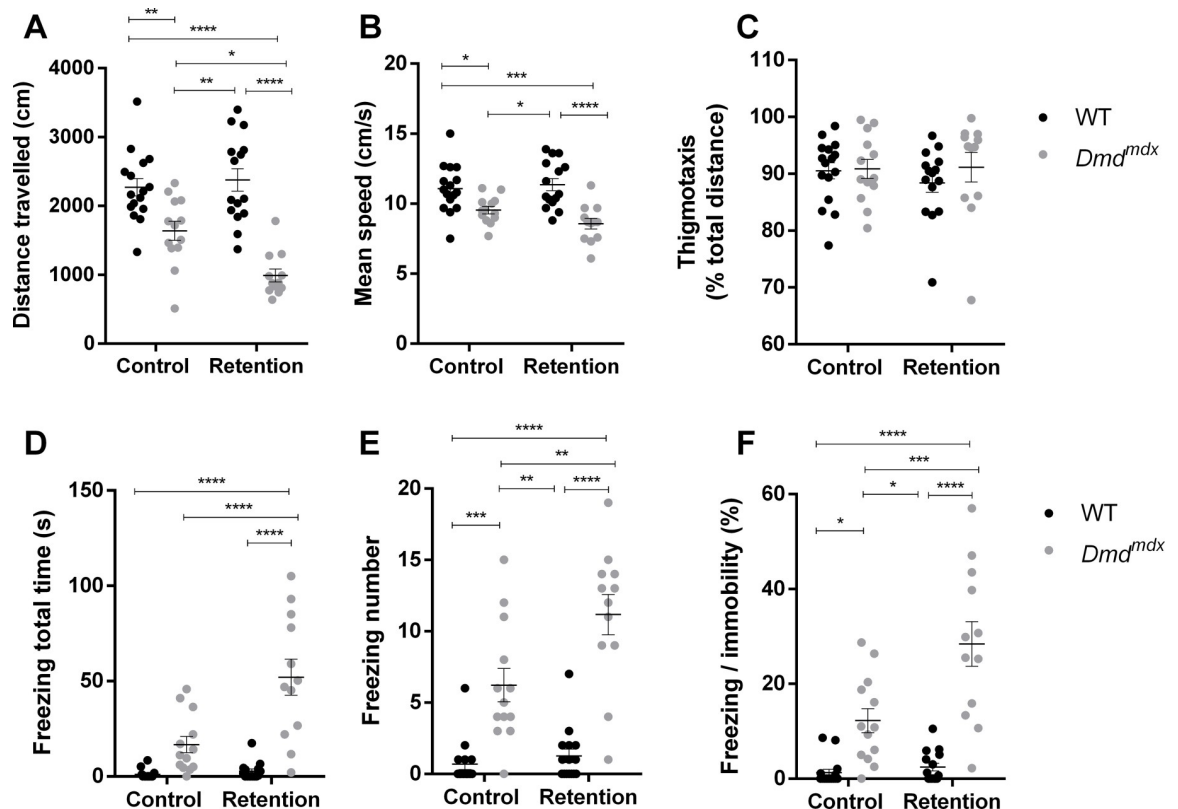 A
**
****
*
**
****
Distance travelled (cm)
4000
3000
2000
1000
0
Control
Retention
B
*
***
*
****
Mean speed (cm/s)
20
15
10
5
0
Control
Retention
C
Thigmotaxis
(% total distance)
110
100
90
80
70
60
Control
Retention
WT
Dmdmdx
D
****
****
****
Freezing total time (s)
150
100
50
0
Control
Retention
E
****
**
**
****
***
Freezing number
20
15
10
5
0
Control
Retention
F
****
***
*
****
*
Freezing / immobility (%)
60
40
20
0
Control
Retention
WT
Dmdmdx